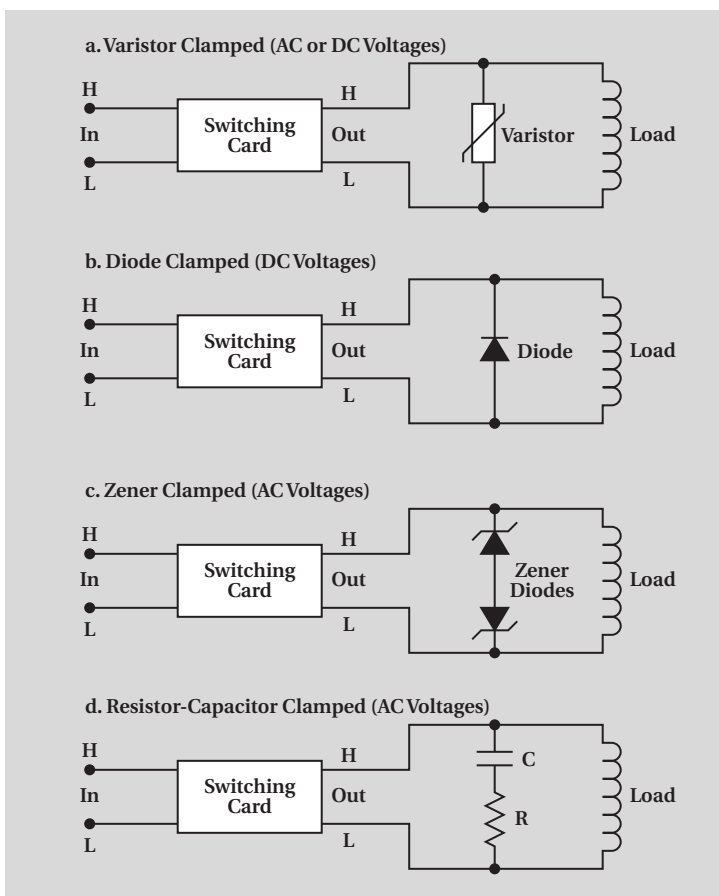 a. Varistor Clamped (AC or DC Voltages)
H
H
In
Switching
Card
Out
Varistor
Load
L
L
b. Diode Clamped (DC Voltages)
H
H
In
Switching
Card
Out
Diode
Load
L
L
c. Zener Clamped (AC Voltages)
H
H
In
Switching
Card
Out
Zener
Diodes
Load
L
L
d. Resistor-Capacitor Clamped (AC Voltages)
H
H
C
In
Switching
Card
Out
Load
R
L
L